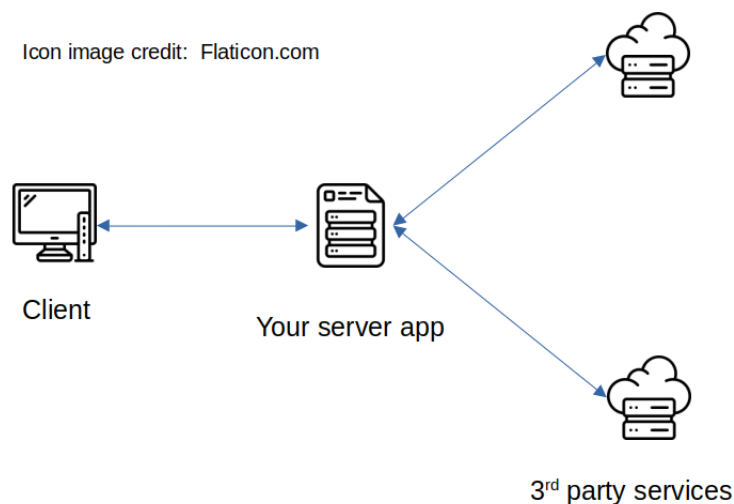 Icon image credit:  Flaticon.com
Client
Your server app
3rd party services